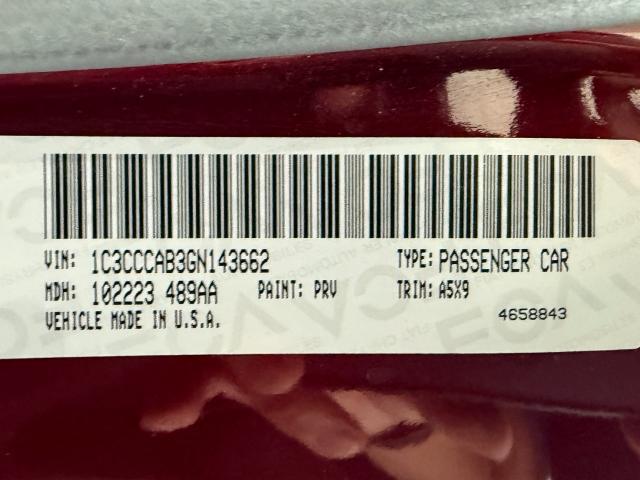 VIN: 1C3CCCAB3GN143662 TYPE: PASSENGER CAR
MDH: 102223 489AA PAINT: PRV TRIM: A5X9
VEHICLE MADE IN U.S.A. 4658843